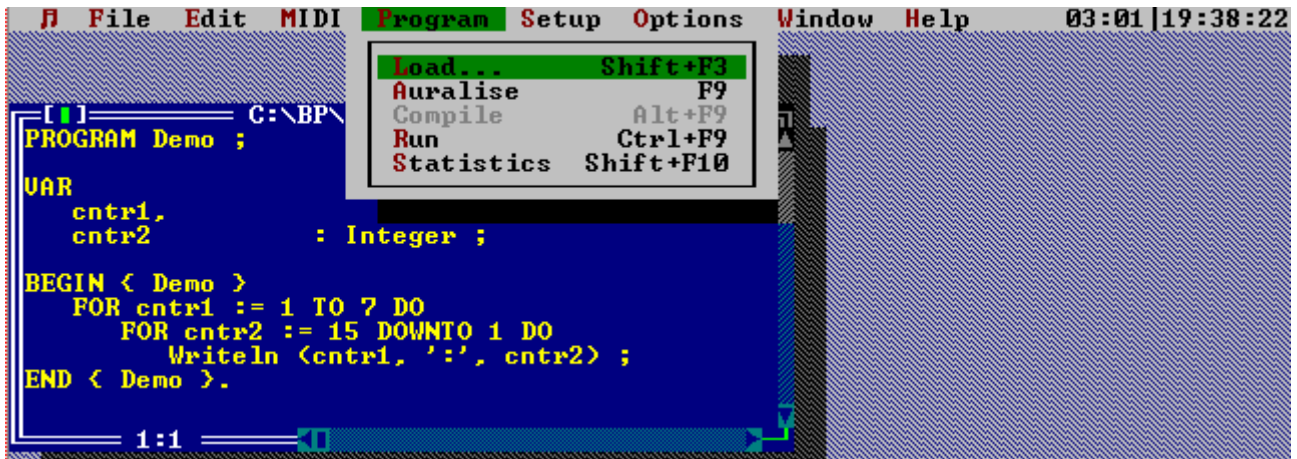 ♬ File Edit MIDI Program Setup Options Window Help 03:01|19:38:22
Load... Shift+F3
Auralise F9
Compile Alt+F9
Run Ctrl+F9
Statistics Shift+F10
C:\BP\
PROGRAM Demo ;
VAR
cntr1,
cntr2 : Integer ;
BEGIN { Demo }
FOR cntr1 := 1 TO 7 DO
FOR cntr2 := 15 DOWNTO 1 DO
Writeln (cntr1, ':', cntr2) ;
END { Demo }.
1:1